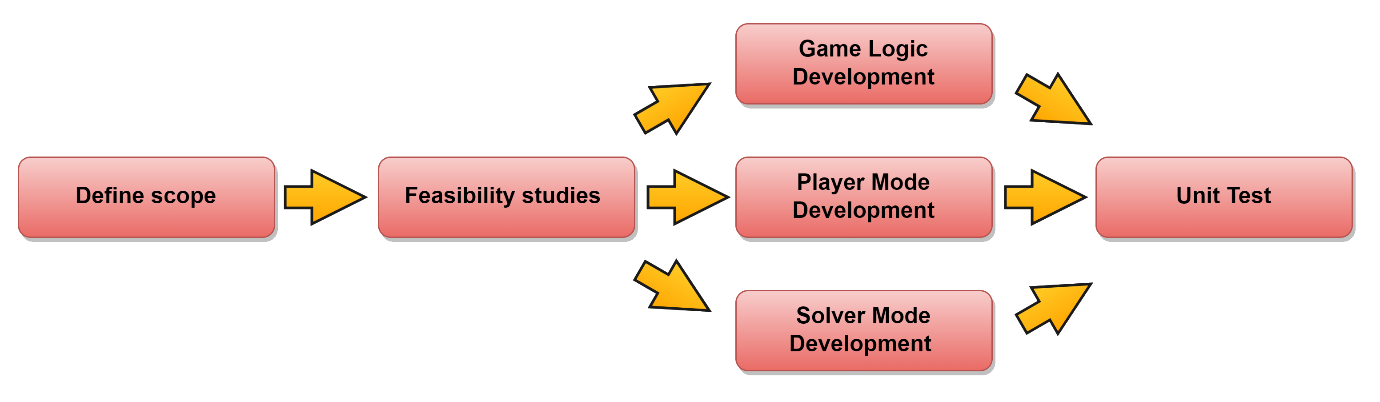 Define scope
Feasibility studies
Game Logic
Development
Player Mode
Development
Solver Mode
Development
Unit Test